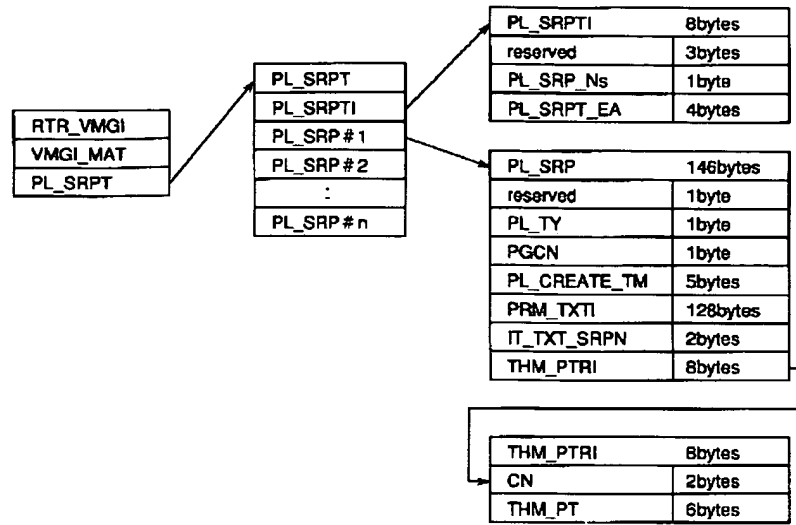 RTR_VMGI
VMGI_MAT
PL_SRPT
PL_SRPT
PL_SRPTI
PL_SRP#1
PL_SRP#2
:
PL_SRP#n
PL_SRPTI 8bytes
reserved 3bytes
PL_SRP_Ns 1byte
PL_SRPT_EA 4bytes
PL_SRP 146bytes
reserved 1byte
PL_TY 1byte
PGCN 1byte
PL_CREATE_TM 5bytes
PRM_TXTI 128bytes
IT_TXT_SRPN 2bytes
THM_PTRI 8bytes
THM_PTRI 8bytes
CN 2bytes
THM_PT 6bytes